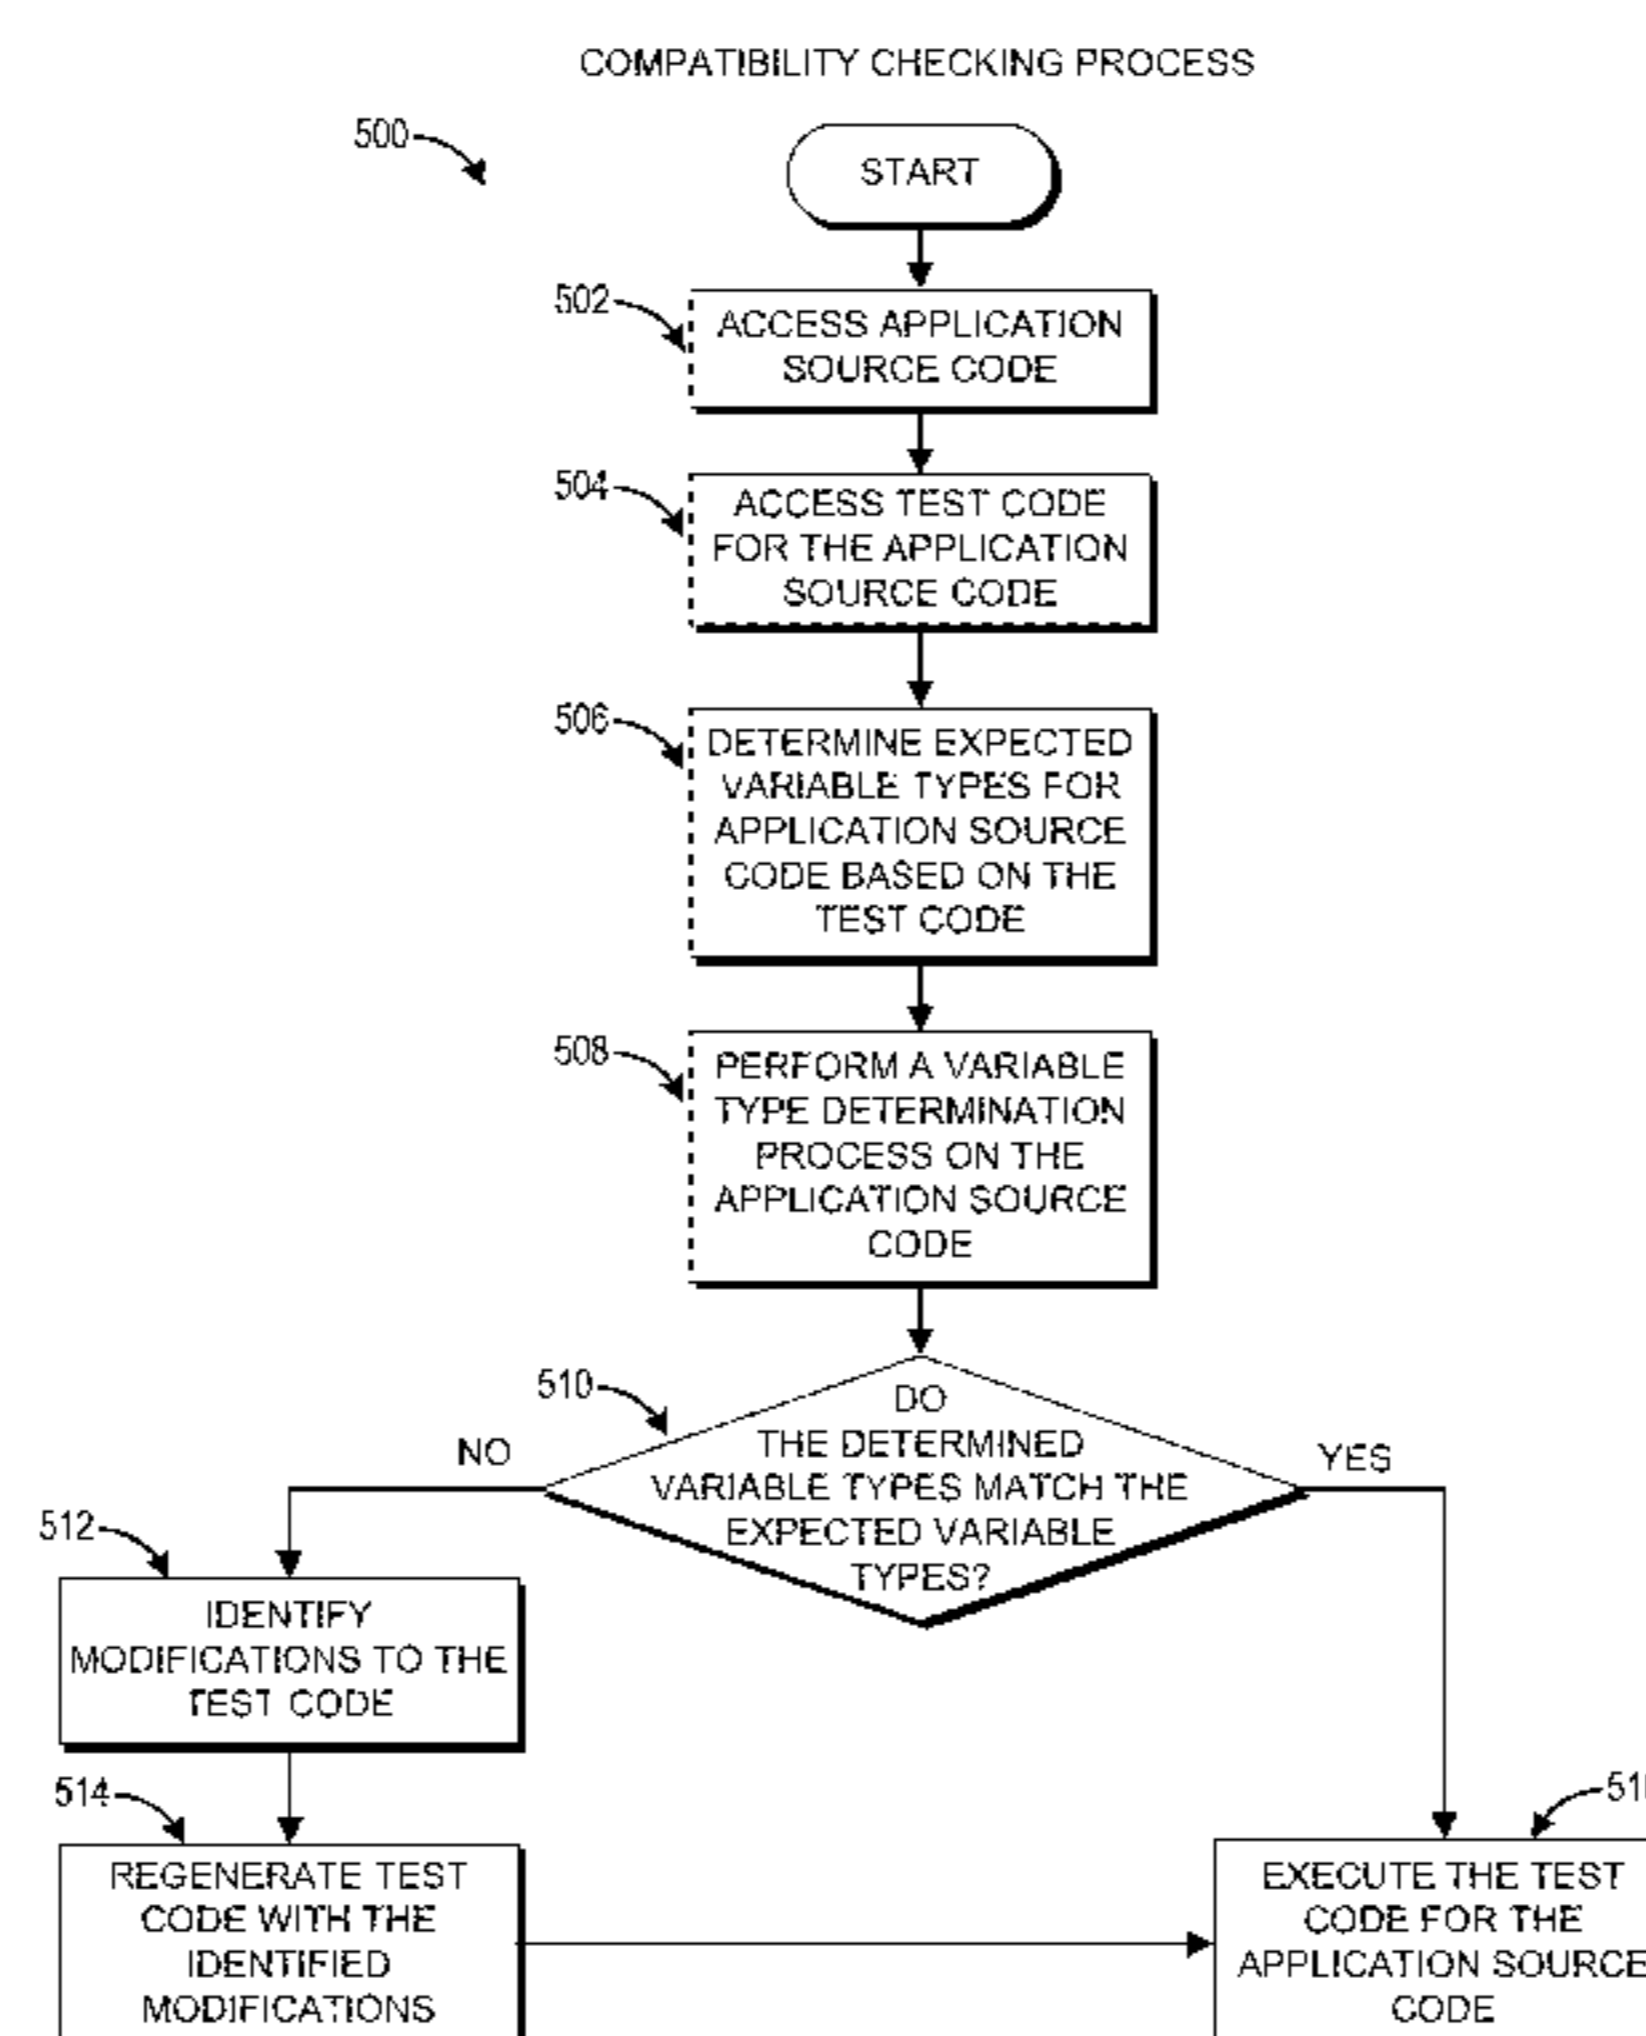 COMPATIBILITY CHECKING PROCESS
500
START
502
ACCESS APPLICATION
SOURCE CODE
504
ACCESS TEST CODE
FOR THE APPLICATION
SOURCE CODE
506
DETERMINE EXPECTED
VARIABLE TYPES FOR
APPLICATION SOURCE
CODE BASED ON THE
TEST CODE
508
PERFORM A VARIABLE
TYPE DETERMINATION
PROCESS ON THE
APPLICATION SOURCE
CODE
510
DO
THE DETERMINED
VARIABLE TYPES MATCH THE
EXPECTED VARIABLE
TYPES?
NO
YES
512
IDENTIFY
MODIFICATIONS TO THE
TEST CODE
514
REGENERATE TEST
CODE WITH THE
IDENTIFIED
MODIFICATIONS
EXECUTE THE TEST
CODE FOR THE
APPLICATION SOURCE
CODE